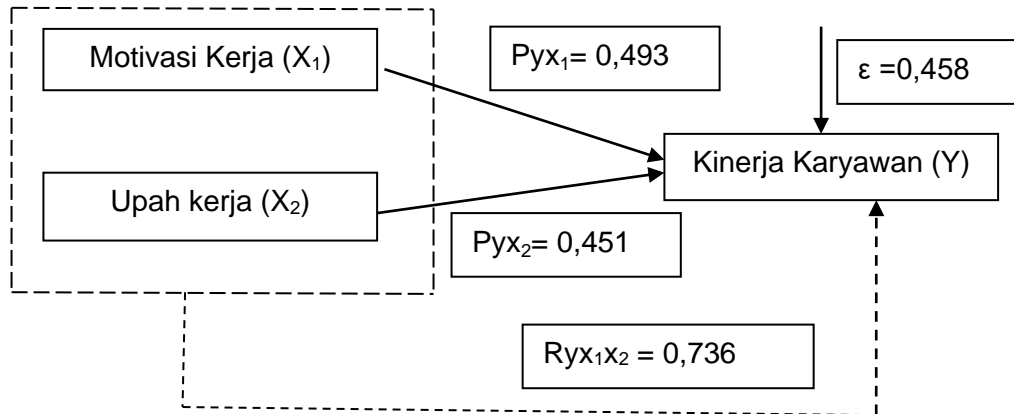 Motivasi Kerja (X₁)
Pyx₁= 0,493
ε =0,458
Kinerja Karyawan (Y)
Upah kerja (X₂)
Pyx₂= 0,451
Ryx₁x₂ = 0,736